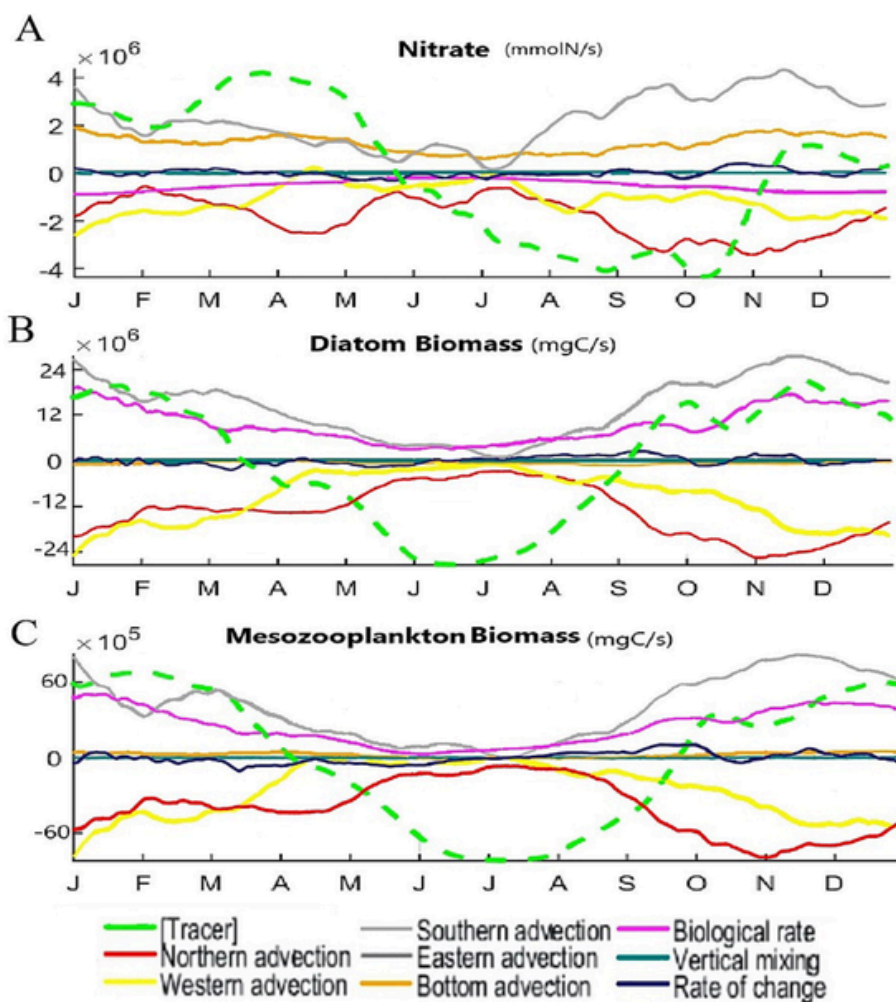 A
× 10⁶
Nitrate (mmolN/s)
4
2
0
-2
-4
J F M A M J J A S O N D
B
× 10⁶
Diatom Biomass (mgC/s)
24
12
0
-12
-24
J F M A M J J A S O N D
C
× 10⁵
Mesozooplankton Biomass (mgC/s)
60
0
-60
J F M A M J J A S O N D
[Tracer] Southern advection Biological rate
Northern advection Eastern advection Vertical mixing
Western advection Bottom advection Rate of change